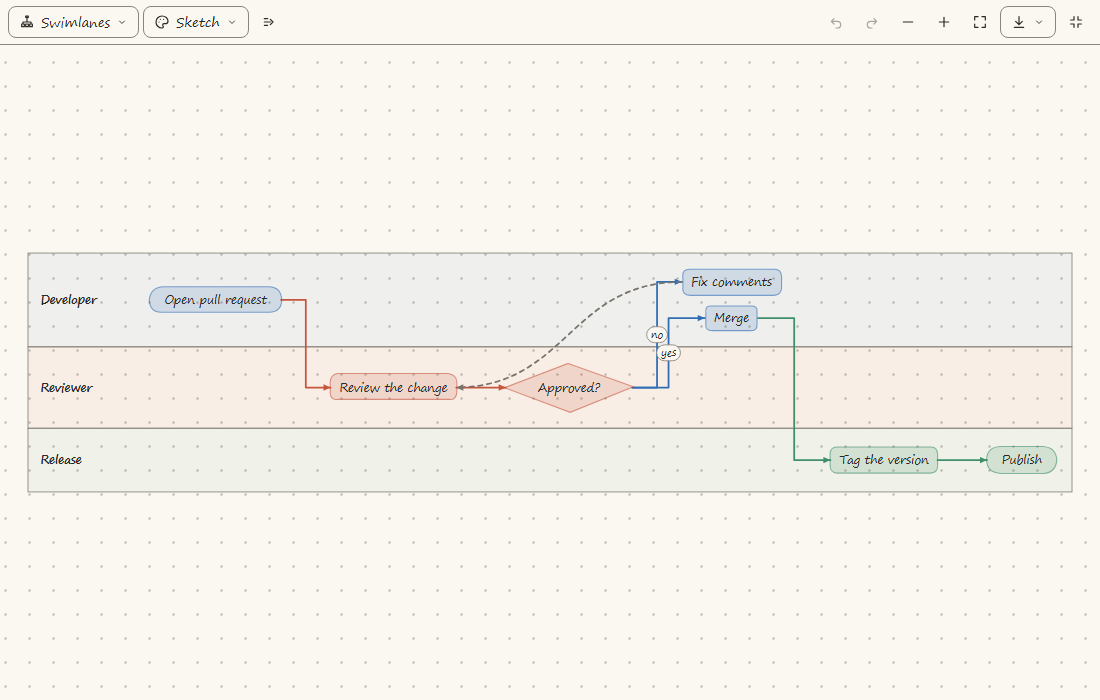 Swimlanes
Sketch
Developer
Open pull request
Fix comments
Merge
no
yes
Reviewer
Review the change
Approved?
Release
Tag the version
Publish